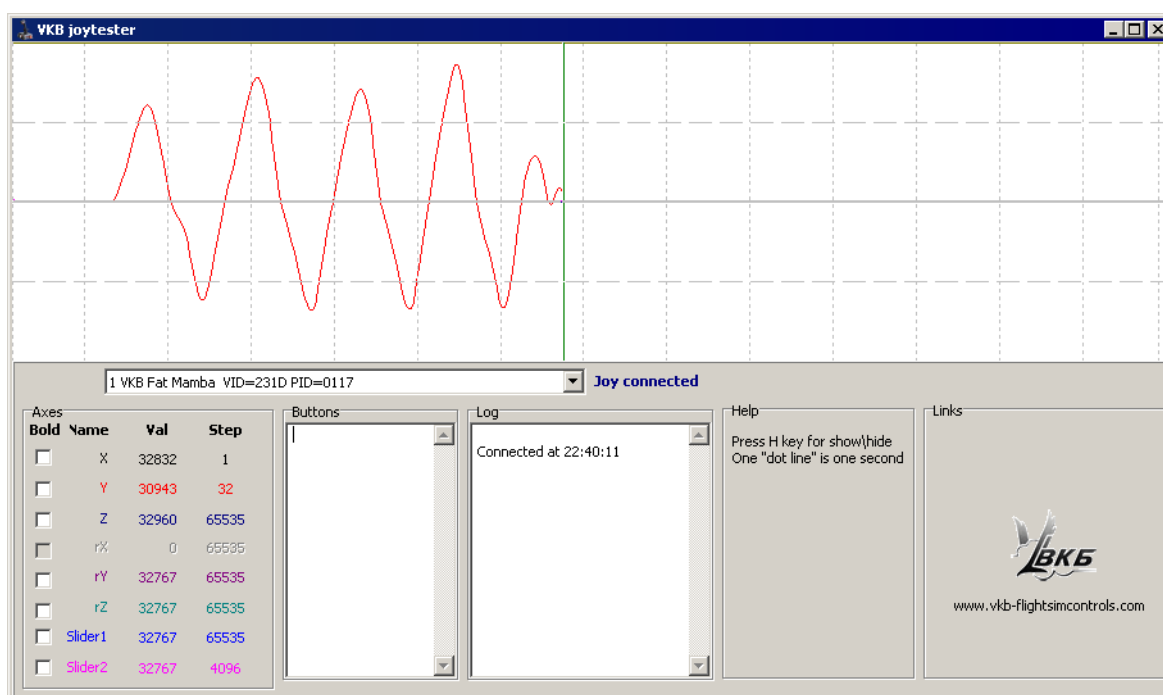 VKB joytester
1 VKB Fat Mamba VID=231D PID=0117
Joy connected
Axes
Bold Name Val Step
X 32832 1
Y 30943 32
Z 32960 65535
rX 0 65535
rY 32767 65535
rZ 32767 65535
Slider1 32767 65535
Slider2 32767 4096
Buttons
Log
Connected at 22:40:11
Help
Press H key for show\hide
One "dot line" is one second
Links
ВКБ
www.vkb-flightsimcontrols.com